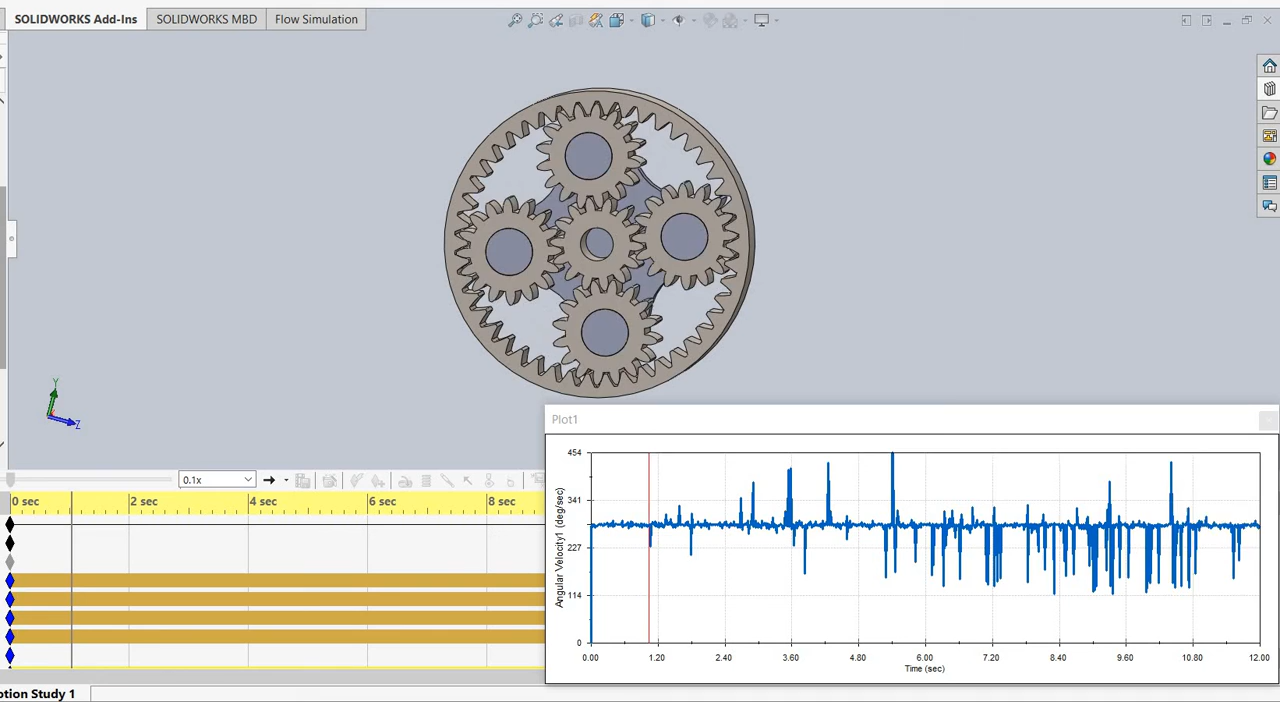 SOLIDWORKS Add-Ins SOLIDWORKS MBD Flow Simulation
Y
Z
Plot1
454
341
227
114
0
Angular Velocity1 (deg/sec)
0.00 1.20 2.40 3.60 4.80 6.00 7.20 8.40 9.60 10.80 12.00
Time (sec)
0.1x
0 sec 2 sec 4 sec 6 sec 8 sec
otion Study 1